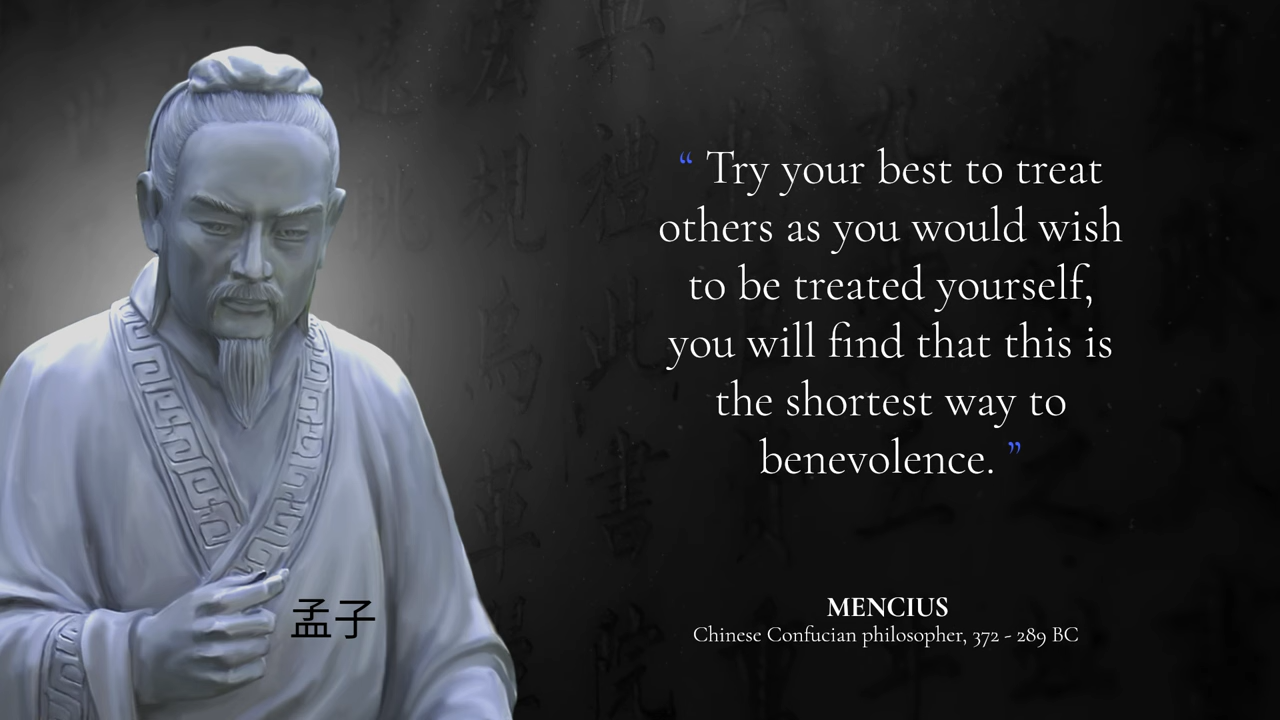 “ Try your best to treat
others as you would wish
to be treated yourself,
you will find that this is
the shortest way to
benevolence. ”
孟子
MENCIUS
Chinese Confucian philosopher, 372 - 289 BC